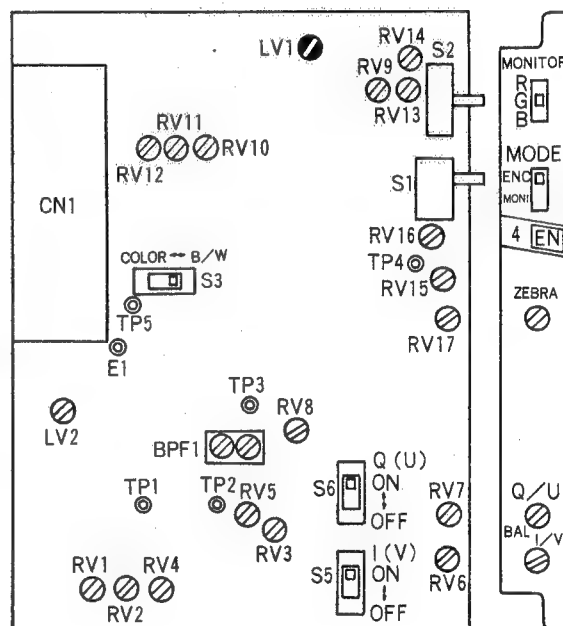 RV14
LV1
S2
RV9
RV13
MONITOR
R
G
B
RV11
RV10
RV12
MODE
ENC
MONI
S1
CN1
RV16
4 EN
COLOR ↔ B/W
S3
TP4
RV15
ZEBRA
TP5
RV17
E1
TP3
RV8
LV2
BPF1
Q (U)
ON
↕
OFF
S6
TP1
TP2
RV5
RV3
RV7
Q/U
BAL
I/V
I (V)
ON
↕
OFF
S5
RV6
RV1
RV4
RV2